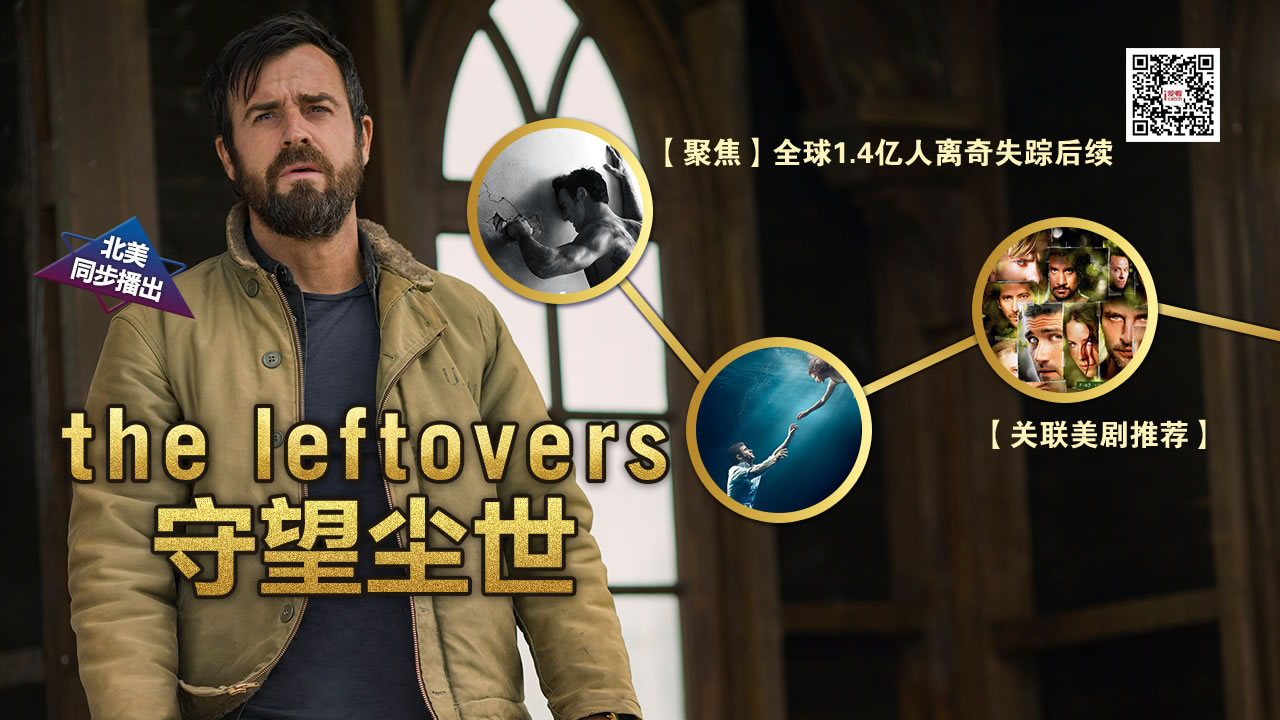 【聚焦】全球1.4亿人离奇失踪后续
北美
同步播出
the leftovers
守望尘世
【关联美剧推荐】